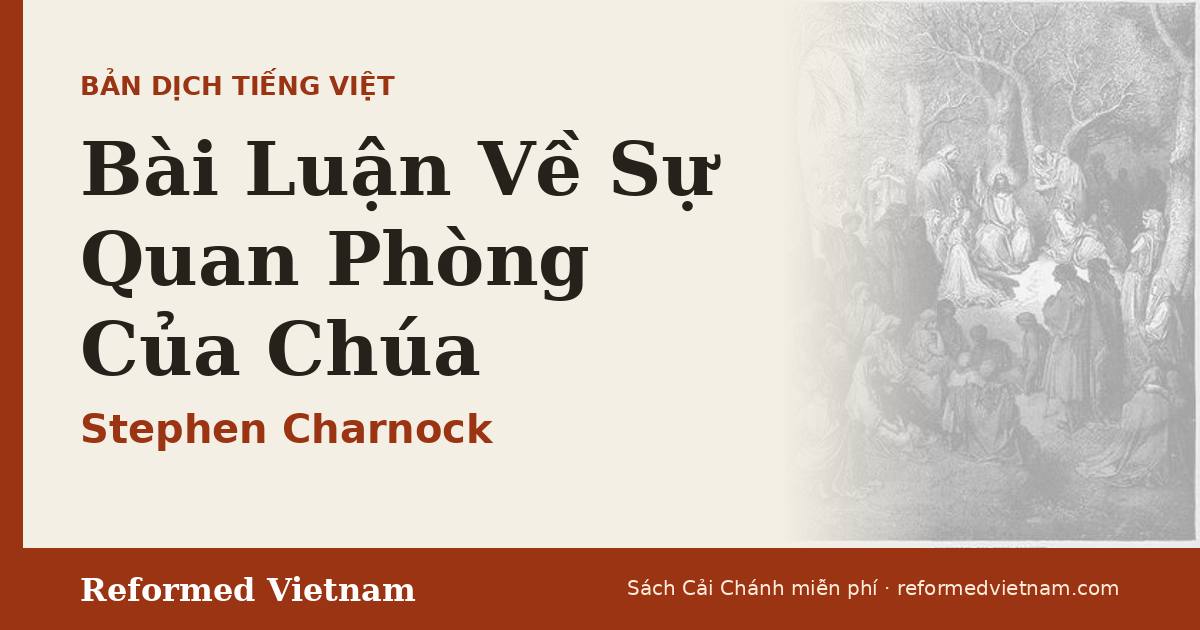 BẢN DỊCH TIẾNG VIỆT
Bài Luận Về Sự
Quan Phòng
Của Chúa
Stephen Charnock
Reformed Vietnam
Sách Cải Chánh miễn phí · reformedvietnam.com